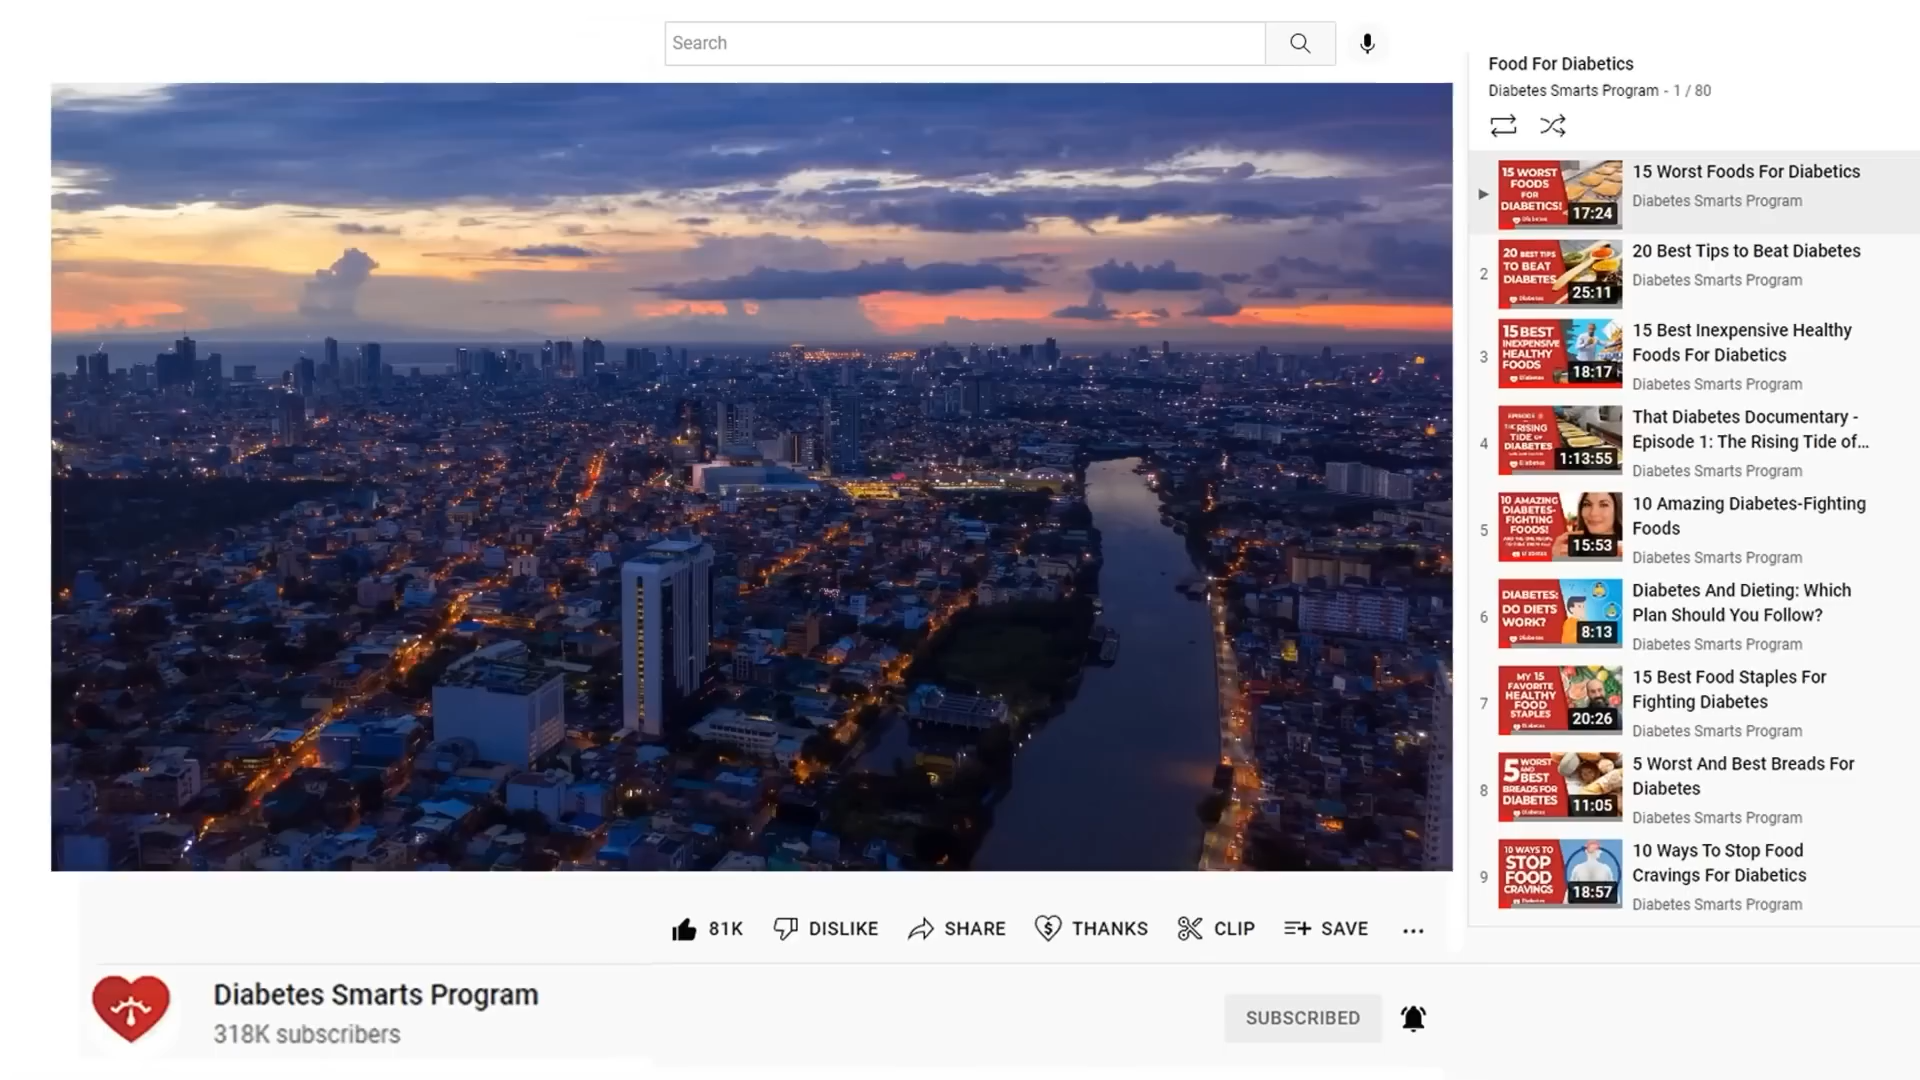 Search
Food For Diabetics
Diabetes Smarts Program - 1 / 80
15 WORST
FOODS
FOR
DIABETICS!
17:24
15 Worst Foods For Diabetics
Diabetes Smarts Program
2
20 BEST TIPS
TO BEAT
DIABETES
25:11
20 Best Tips to Beat Diabetes
Diabetes Smarts Program
3
15 BEST
INEXPENSIVE
HEALTHY
FOODS
18:17
15 Best Inexpensive Healthy
Foods For Diabetics
Diabetes Smarts Program
4
THE RISING
TIDE OF
DIABETES
1:13:55
That Diabetes Documentary -
Episode 1: The Rising Tide of...
Diabetes Smarts Program
5
10 AMAZING
DIABETES-
FIGHTING
FOODS!
15:53
10 Amazing Diabetes-Fighting
Foods
Diabetes Smarts Program
6
DIABETES:
DO DIETS
WORK?
8:13
Diabetes And Dieting: Which
Plan Should You Follow?
Diabetes Smarts Program
7
MY 15
FAVORITE
HEALTHY
FOOD
STAPLES
20:26
15 Best Food Staples For
Fighting Diabetes
Diabetes Smarts Program
8
5 WORST
AND
BEST
BREADS FOR
DIABETES
11:05
5 Worst And Best Breads For
Diabetes
Diabetes Smarts Program
9
10 WAYS TO
STOP
FOOD
CRAVINGS
18:57
10 Ways To Stop Food
Cravings For Diabetics
Diabetes Smarts Program
81K DISLIKE SHARE THANKS CLIP SAVE ...
Diabetes Smarts Program
318K subscribers
SUBSCRIBED